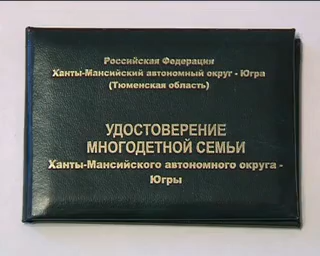 Российская Федерация
Ханты-Мансийский автономный округ - Югра
(Тюменская область)
УДОСТОВЕРЕНИЕ
МНОГОДЕТНОЙ СЕМЬИ
Ханты-Мансийского автономного округа -
Югры